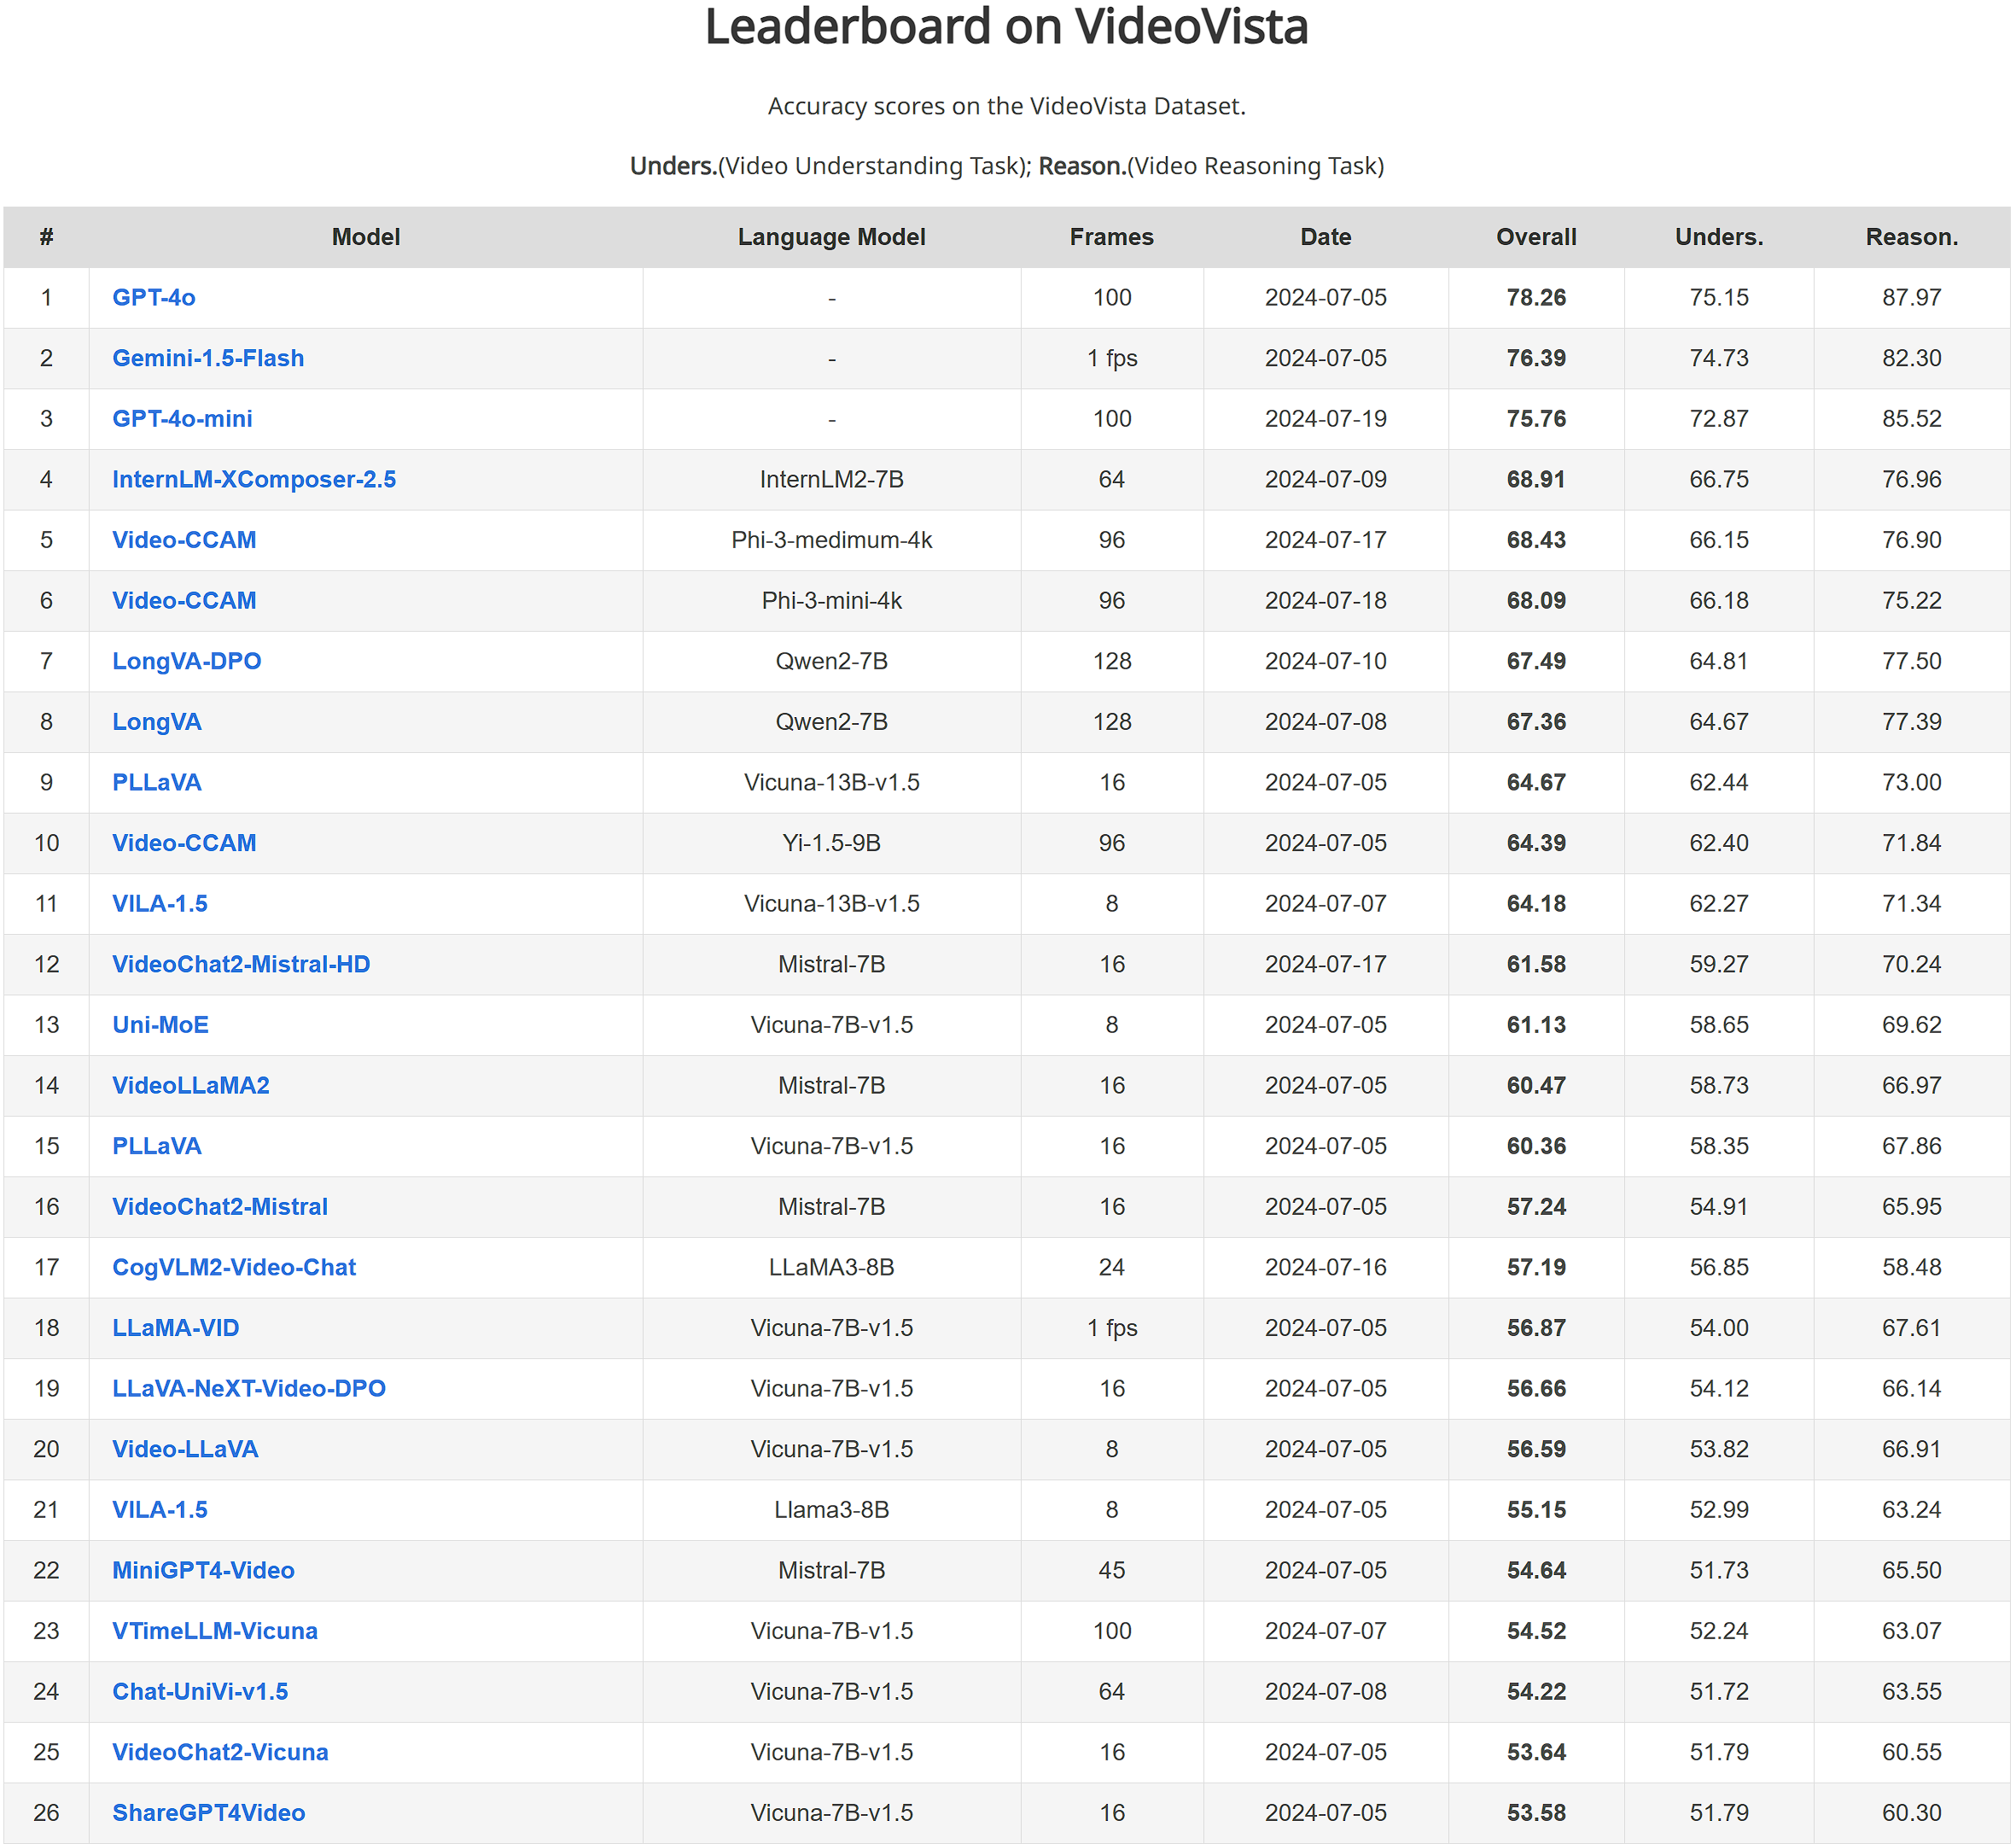 Leaderboard on VideoVista
Accuracy scores on the VideoVista Dataset.
Unders.(Video Understanding Task); Reason.(Video Reasoning Task)
# Model Language Model Frames Date Overall Unders. Reason.
1 GPT-4o - 100 2024-07-05 78.26 75.15 87.97
2 Gemini-1.5-Flash - 1 fps 2024-07-05 76.39 74.73 82.30
3 GPT-4o-mini - 100 2024-07-19 75.76 72.87 85.52
4 InternLM-XComposer-2.5 InternLM2-7B 64 2024-07-09 68.91 66.75 76.96
5 Video-CCAM Phi-3-medimum-4k 96 2024-07-17 68.43 66.15 76.90
6 Video-CCAM Phi-3-mini-4k 96 2024-07-18 68.09 66.18 75.22
7 LongVA-DPO Qwen2-7B 128 2024-07-10 67.49 64.81 77.50
8 LongVA Qwen2-7B 128 2024-07-08 67.36 64.67 77.39
9 PLLaVA Vicuna-13B-v1.5 16 2024-07-05 64.67 62.44 73.00
10 Video-CCAM Yi-1.5-9B 96 2024-07-05 64.39 62.40 71.84
11 VILA-1.5 Vicuna-13B-v1.5 8 2024-07-07 64.18 62.27 71.34
12 VideoChat2-Mistral-HD Mistral-7B 16 2024-07-17 61.58 59.27 70.24
13 Uni-MoE Vicuna-7B-v1.5 8 2024-07-05 61.13 58.65 69.62
14 VideoLLaMA2 Mistral-7B 16 2024-07-05 60.47 58.73 66.97
15 PLLaVA Vicuna-7B-v1.5 16 2024-07-05 60.36 58.35 67.86
16 VideoChat2-Mistral Mistral-7B 16 2024-07-05 57.24 54.91 65.95
17 CogVLM2-Video-Chat LLaMA3-8B 24 2024-07-16 57.19 56.85 58.48
18 LLaMA-VID Vicuna-7B-v1.5 1 fps 2024-07-05 56.87 54.00 67.61
19 LLaVA-NeXT-Video-DPO Vicuna-7B-v1.5 16 2024-07-05 56.66 54.12 66.14
20 Video-LLaVA Vicuna-7B-v1.5 8 2024-07-05 56.59 53.82 66.91
21 VILA-1.5 Llama3-8B 8 2024-07-05 55.15 52.99 63.24
22 MiniGPT4-Video Mistral-7B 45 2024-07-05 54.64 51.73 65.50
23 VTimeLLM-Vicuna Vicuna-7B-v1.5 100 2024-07-07 54.52 52.24 63.07
24 Chat-UniVi-v1.5 Vicuna-7B-v1.5 64 2024-07-08 54.22 51.72 63.55
25 VideoChat2-Vicuna Vicuna-7B-v1.5 16 2024-07-05 53.64 51.79 60.55
26 ShareGPT4Video Vicuna-7B-v1.5 16 2024-07-05 53.58 51.79 60.30